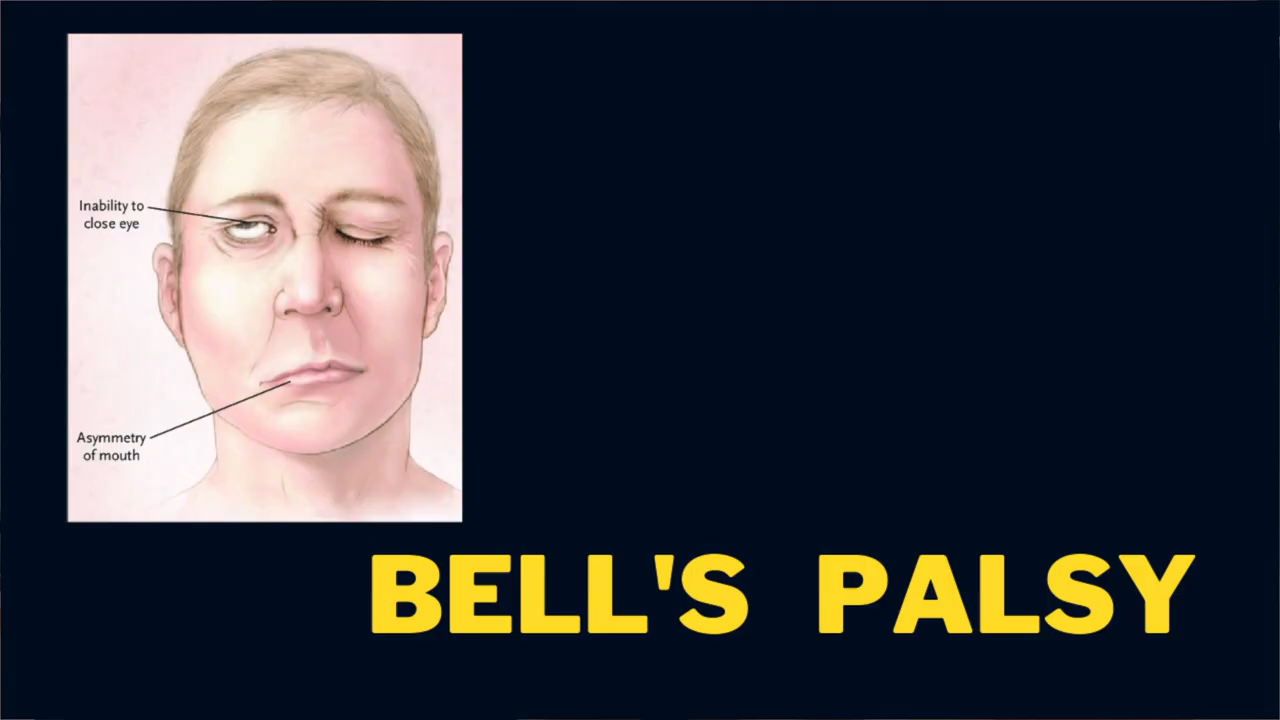 Inability to
close eye
Asymmetry
of mouth
BELL'S PALSY